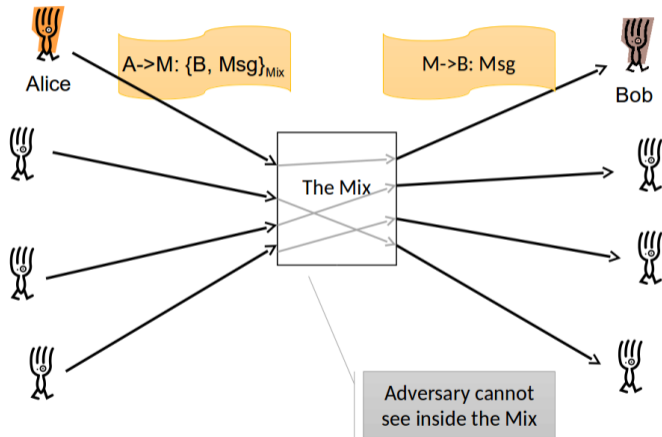 A->M: {B, Msg}Mix
M->B: Msg
Alice
Bob
The Mix
Adversary cannot
see inside the Mix